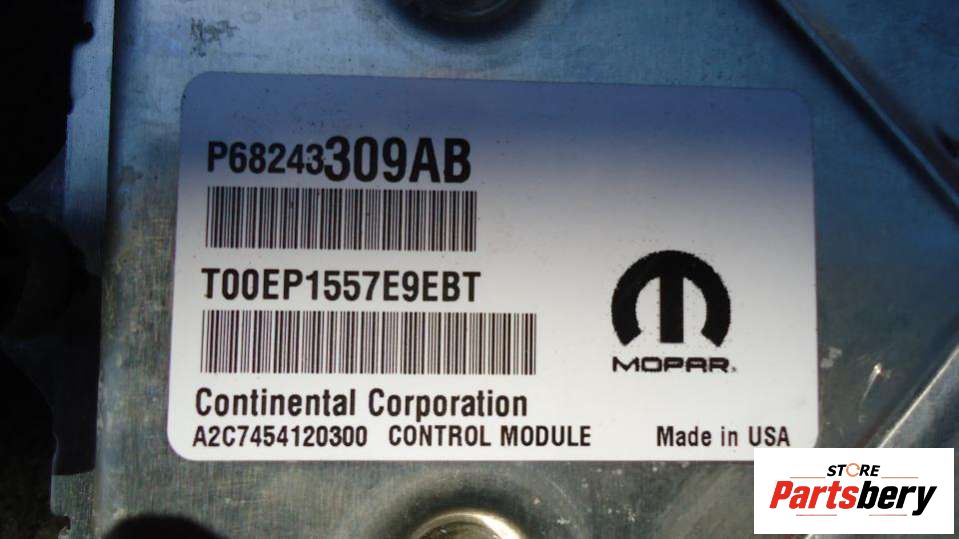 P68243309AB
T00EP1557E9EBT
MOPAR
Continental Corporation
A2C7454120300 CONTROL MODULE Made in USA
STORE
Partsbery